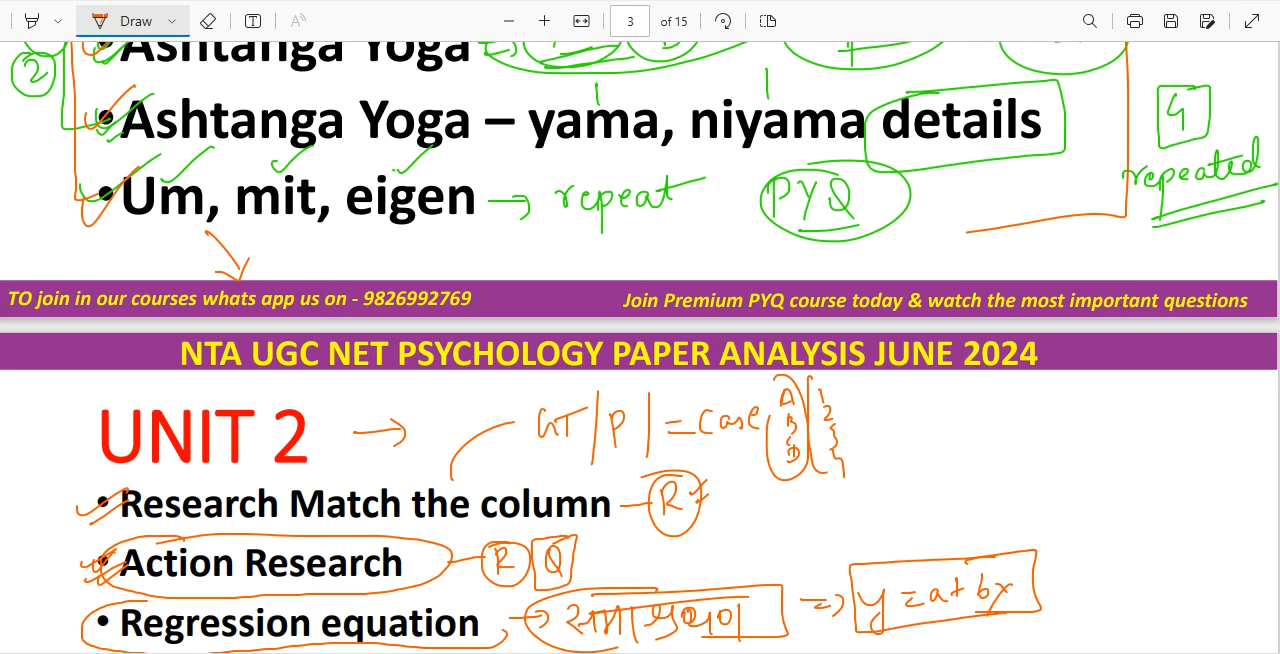 Draw 3 of 15
Ashtanga Yoga
2
Ashtanga Yoga – yama, niyama details
4
repeated
Um, mit, eigen → repeat PYQ
TO join in our courses whats app us on - 9826992769 Join Premium PYQ course today & watch the most important questions
NTA UGC NET PSYCHOLOGY PAPER ANALYSIS JUNE 2024
UNIT 2 → GT | P | = Case
A 1
B 2
C 3
D 4
• Research Match the column – R
• Action Research – R Q
• Regression equation → ⇒ y = a + bx